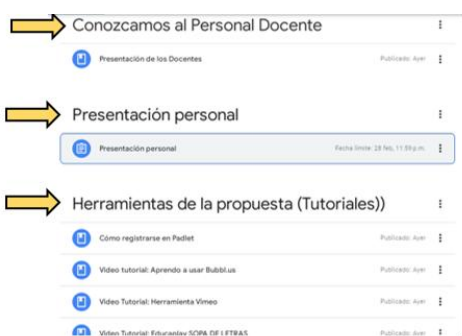 Conozcamos al Personal Docente
Presentación de los Docentes Publicado: Ayer
Presentación personal
Presentación personal Fecha límite: 28 feb, 11:59 p.m.
Herramientas de la propuesta (Tutoriales))
Cómo registrarse en Padlet Publicado: Ayer
Video tutorial: Aprendo a usar Bubbl.us Publicado: Ayer
Video Tutorial: Herramienta Vimeo Publicado: Ayer
Video Tutorial: Educaplay SOPA DE LETRAS Publicado: Ayer